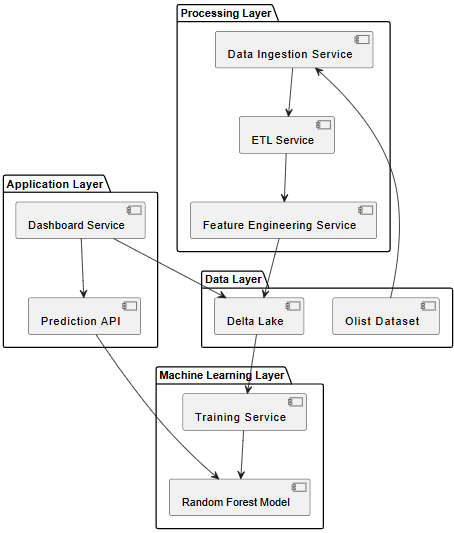 Processing Layer
Data Ingestion Service
ETL Service
Application Layer
Dashboard Service
Feature Engineering Service
Data Layer
Prediction API
Delta Lake
Olist Dataset
Machine Learning Layer
Training Service
Random Forest Model